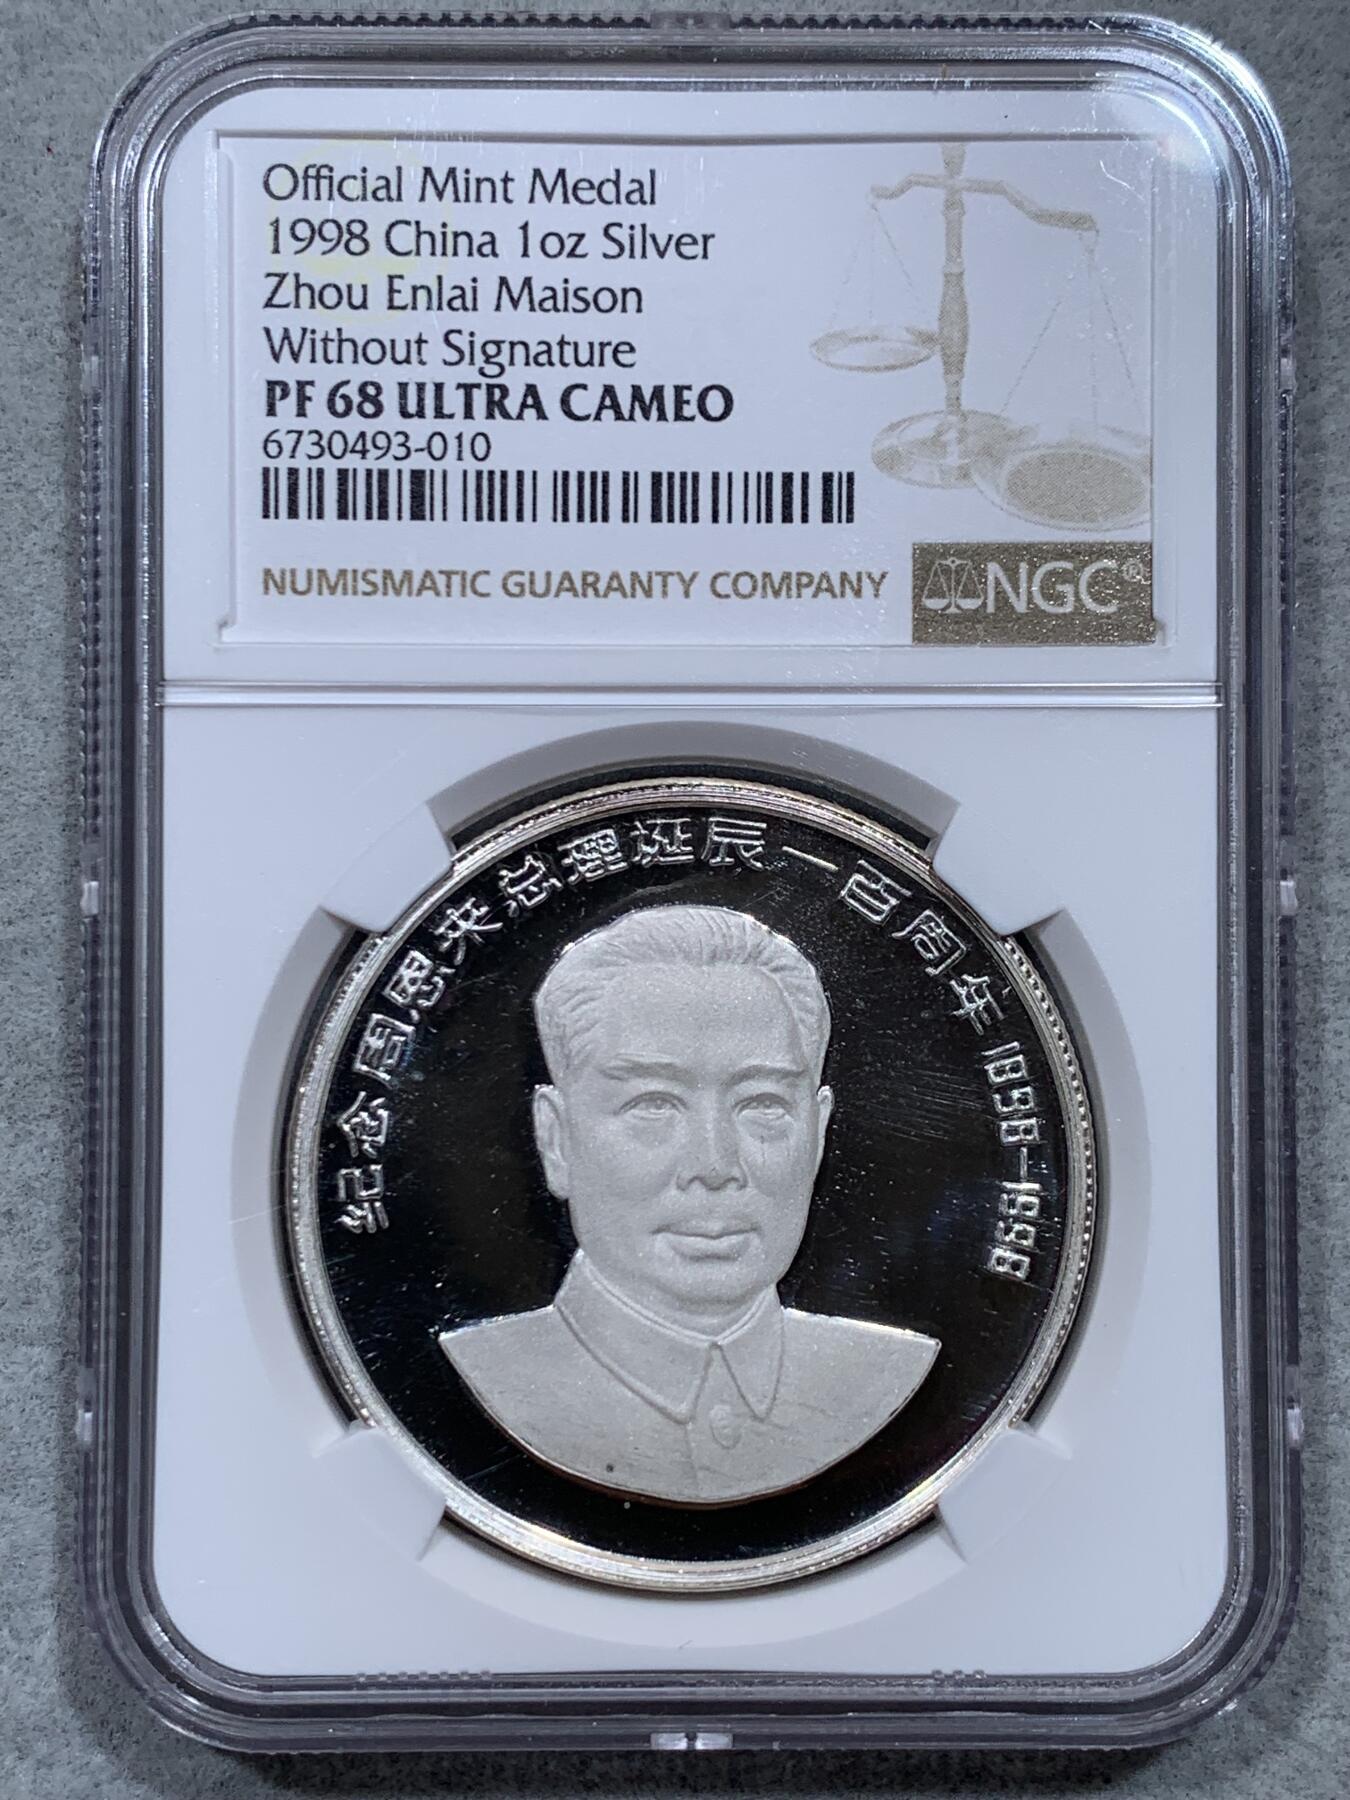 Official Mint Medal
1998 China 1oz Silver
Zhou Enlai Maison
Without Signature
PF 68 ULTRA CAMEO
6730493-010
NUMISMATIC GUARANTY COMPANY
NGC®
纪念周恩来总理诞辰一百周年 1898-1998